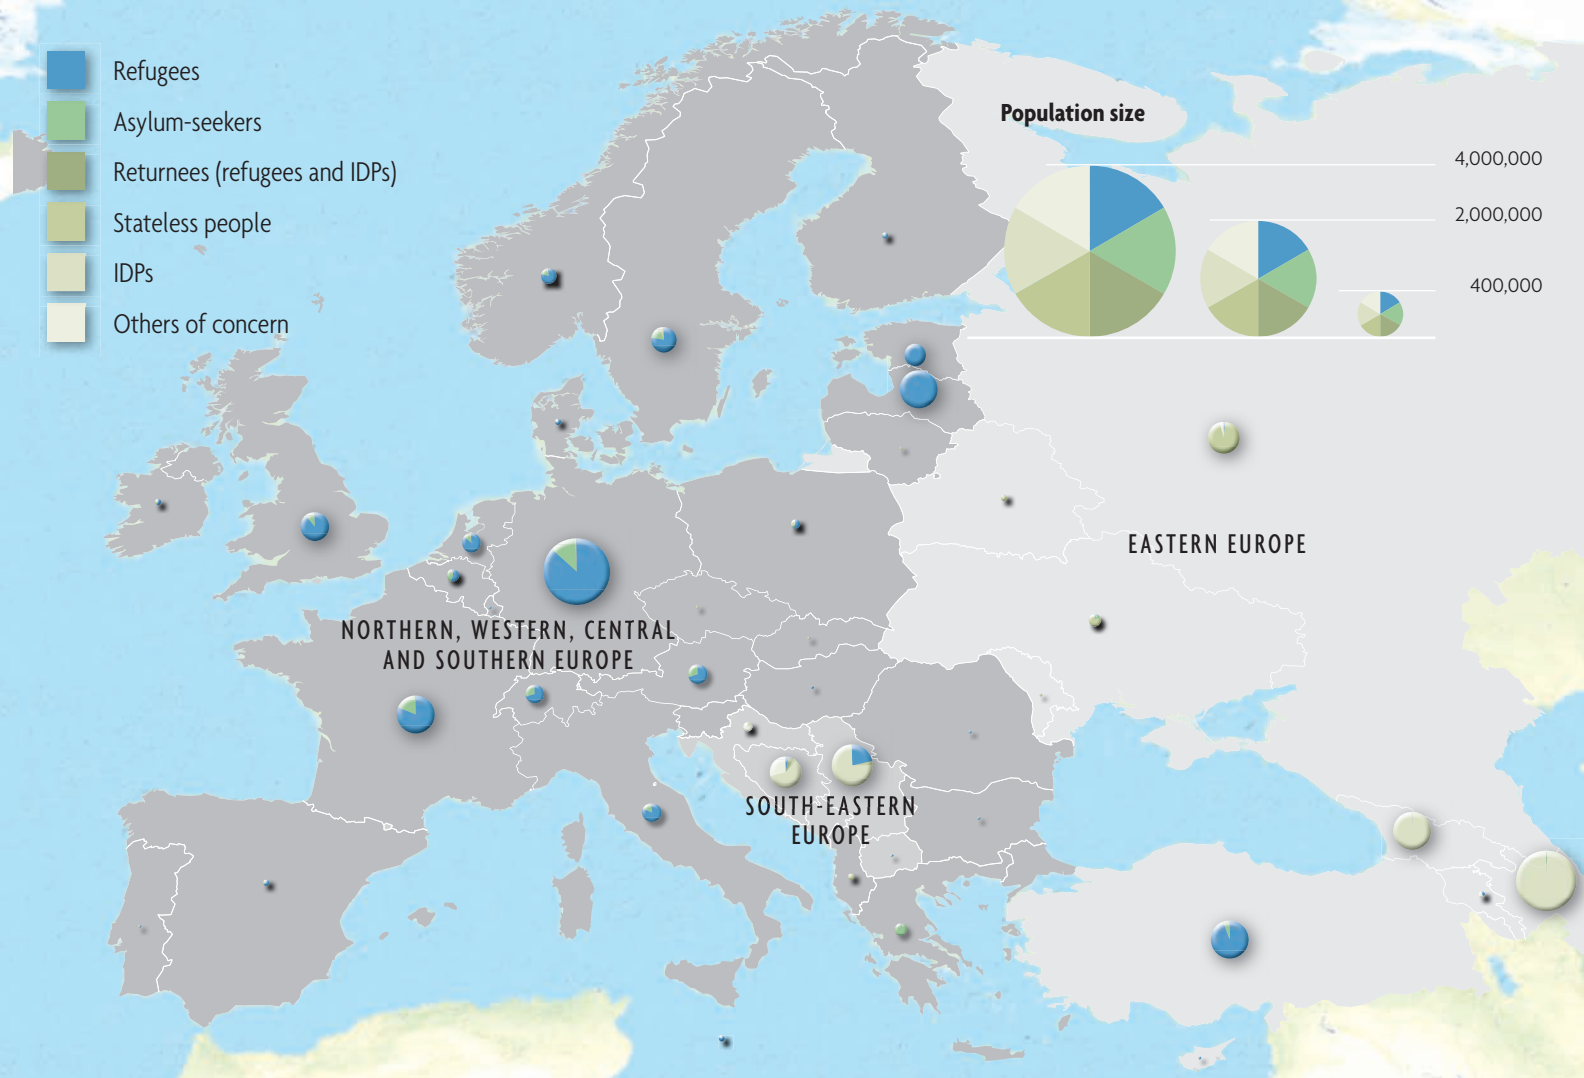 Refugees
Asylum-seekers
Returnees (refugees and IDPs)
Stateless people
IDPs
Others of concern
Population size
4,000,000
2,000,000
400,000
EASTERN EUROPE
NORTHERN, WESTERN, CENTRAL
AND SOUTHERN EUROPE
SOUTH-EASTERN
EUROPE